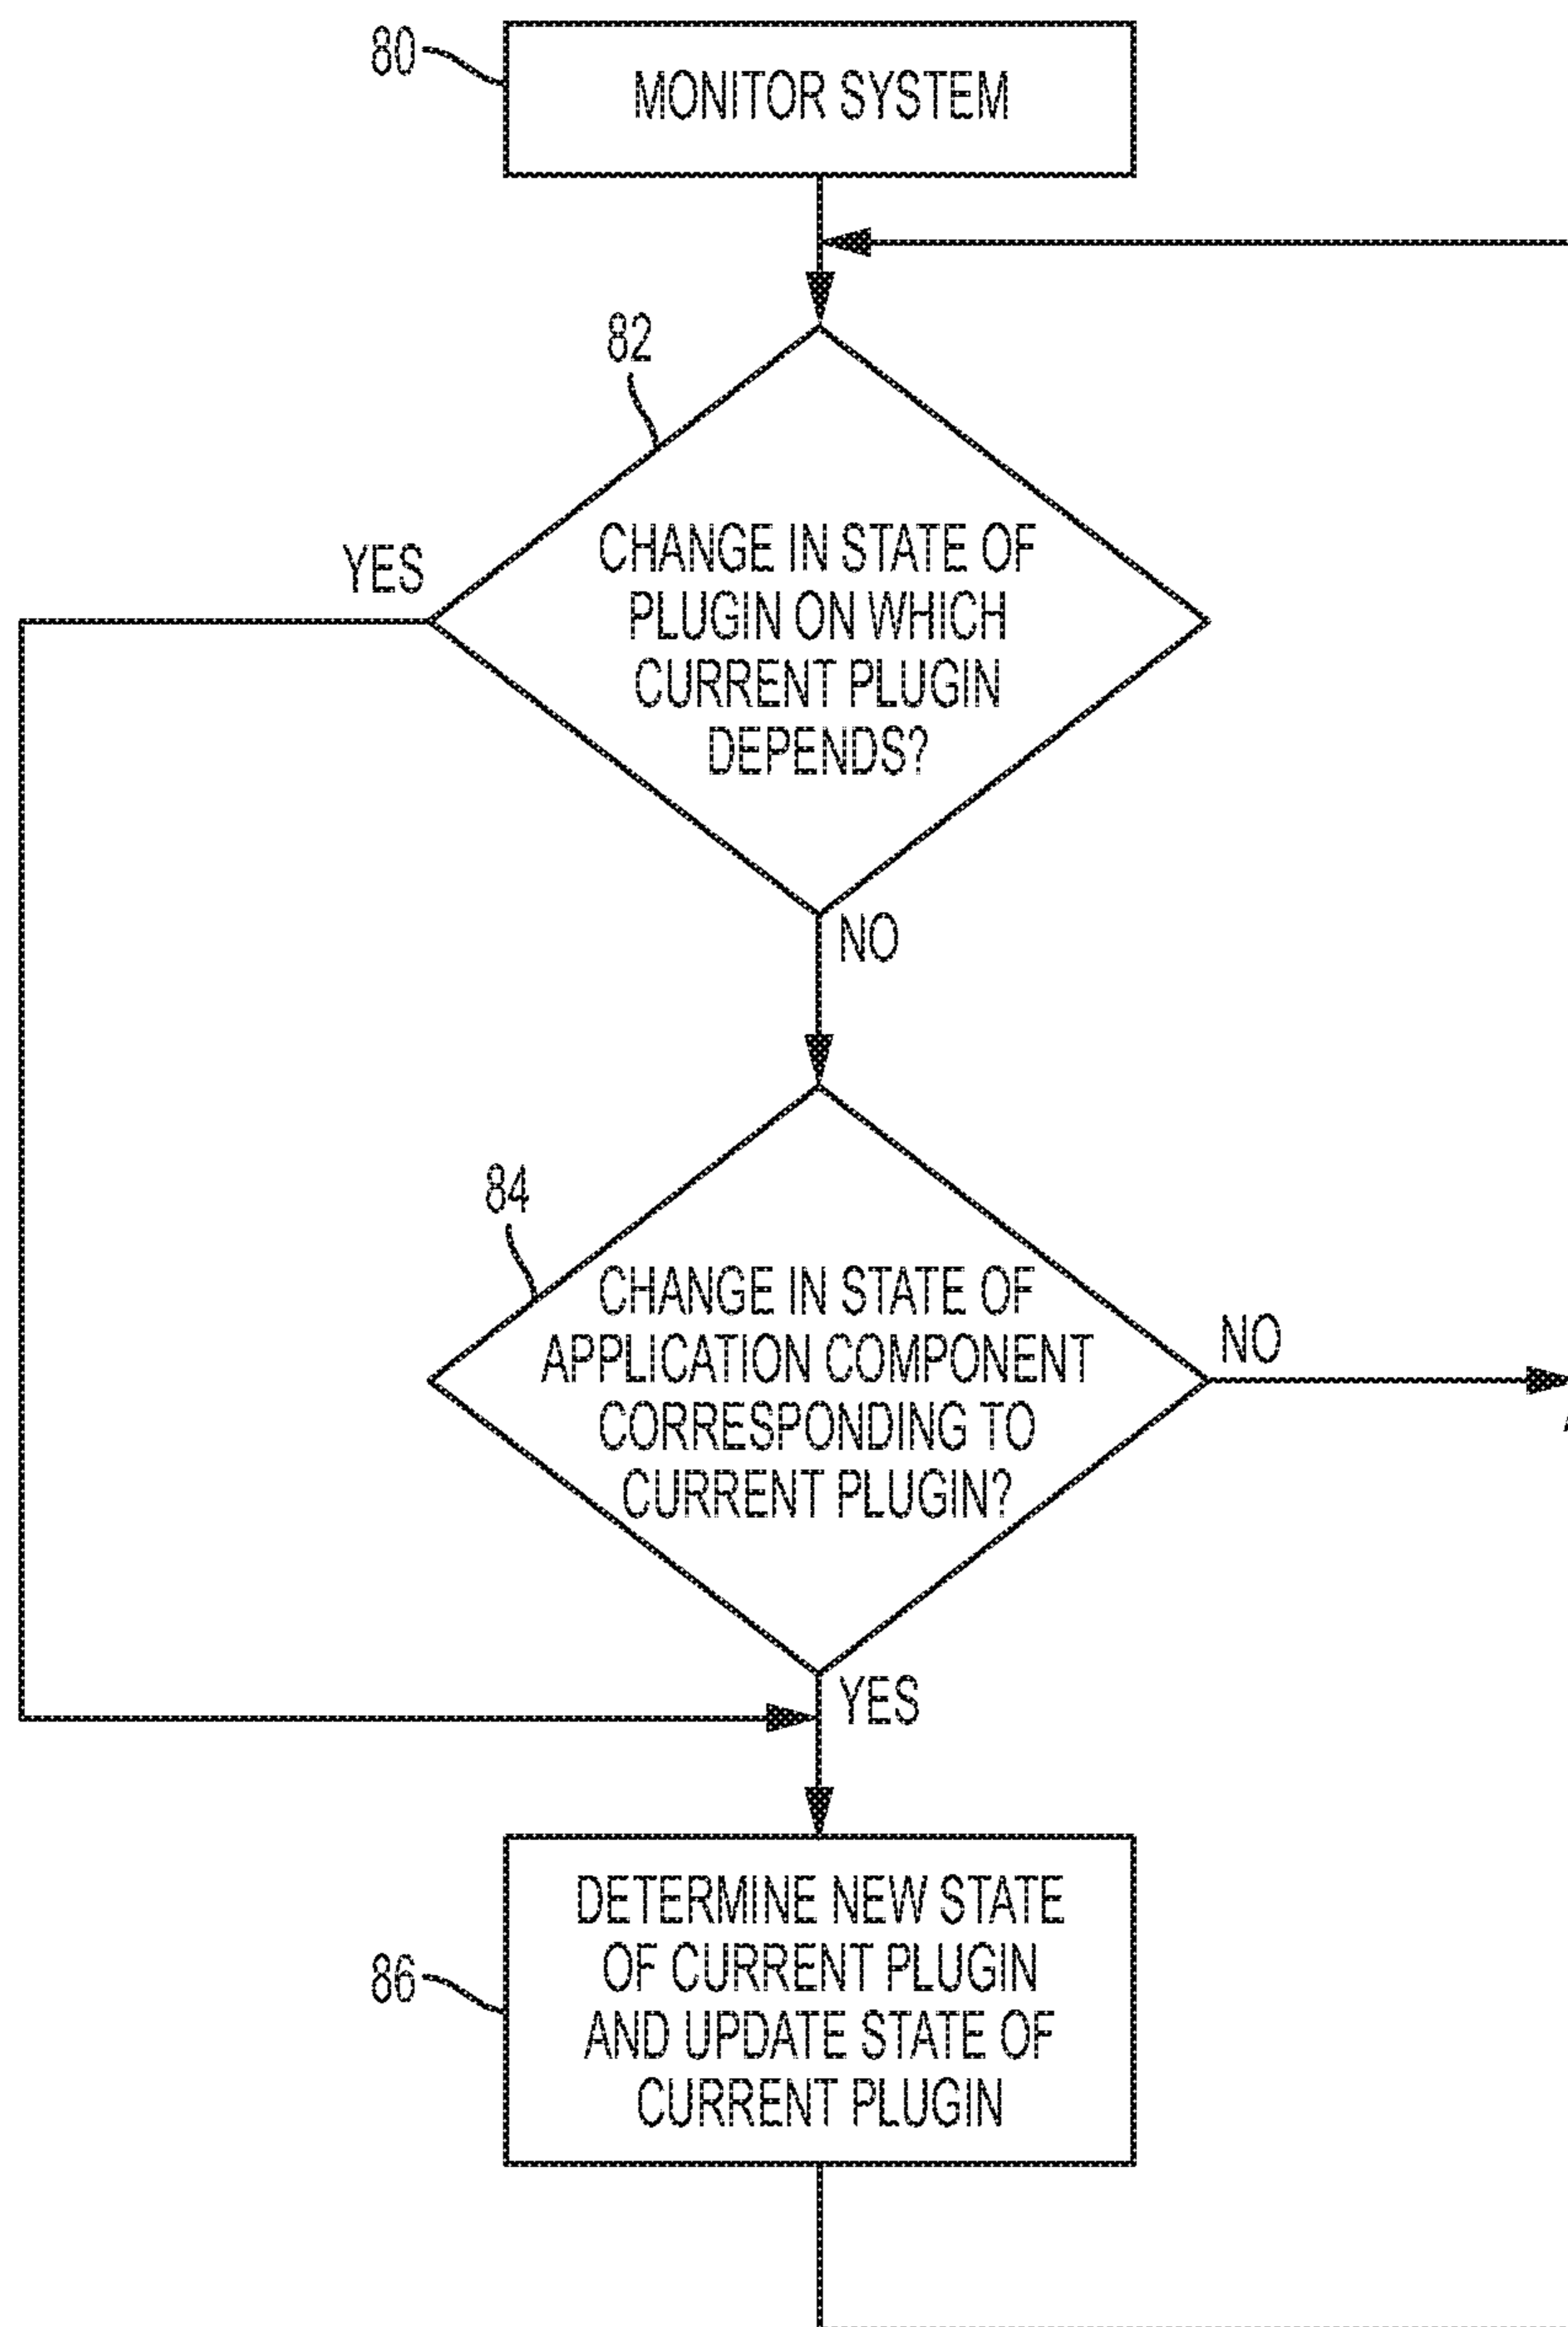 80
MONITOR SYSTEM
82
YES
CHANGE IN STATE OF
PLUGIN ON WHICH
CURRENT PLUGIN
DEPENDS?
NO
84
CHANGE IN STATE OF
APPLICATION COMPONENT
CORRESPONDING TO
CURRENT PLUGIN?
NO
YES
86
DETERMINE NEW STATE
OF CURRENT PLUGIN
AND UPDATE STATE OF
CURRENT PLUGIN